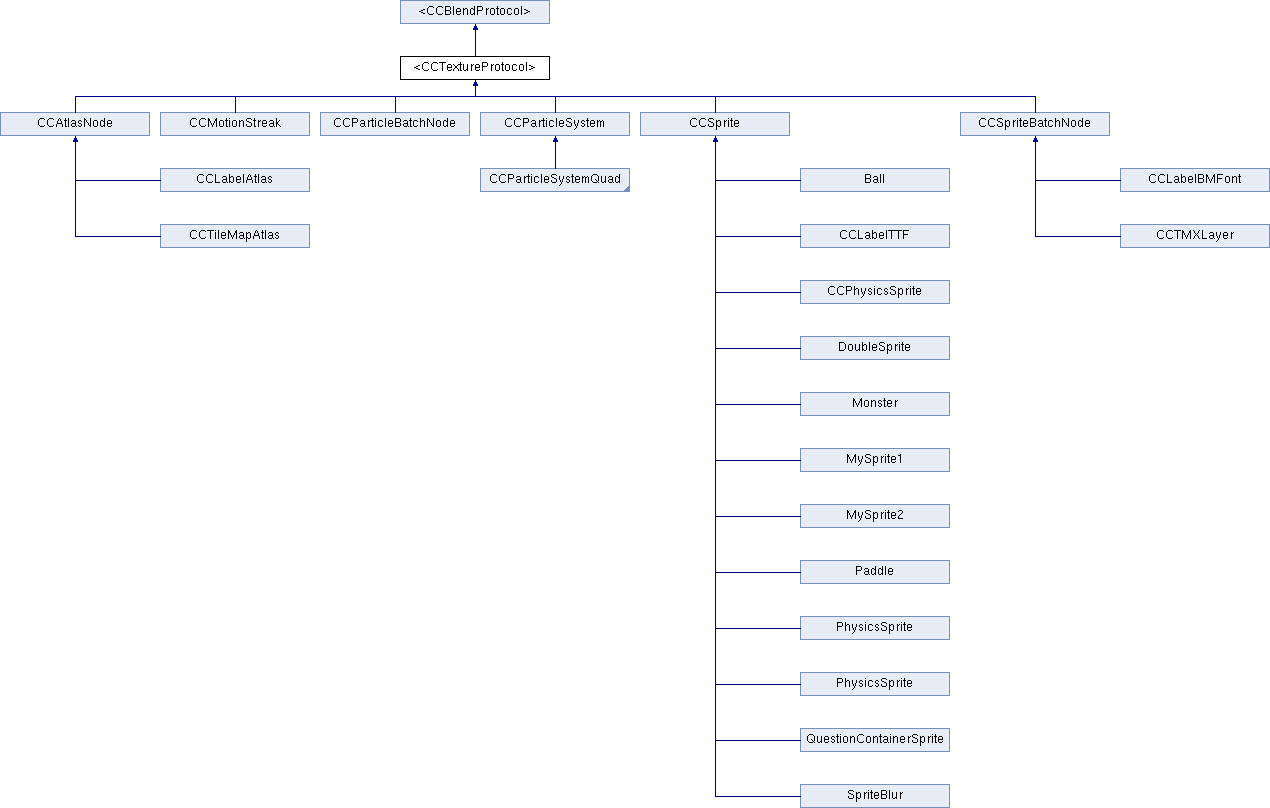 <CCBlendProtocol>
<CCTextureProtocol>
CCAtlasNode
CCMotionStreak
CCParticleBatchNode
CCParticleSystem
CCSprite
CCSpriteBatchNode
CCLabelAtlas
CCParticleSystemQuad
Ball
CCLabelBMFont
CCTileMapAtlas
CCLabelTTF
CCTMXLayer
CCPhysicsSprite
DoubleSprite
Monster
MySprite1
MySprite2
Paddle
PhysicsSprite
PhysicsSprite
QuestionContainerSprite
SpriteBlur